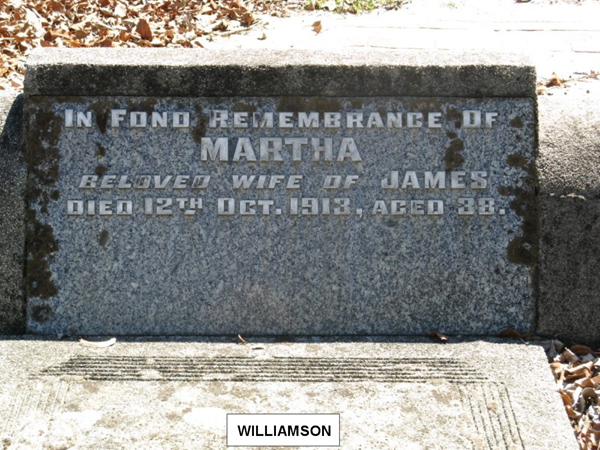 In Fond Remembrance Of
MARTHA
BELOVED WIFE OF JAMES
DIED 12TH OCT. 1913, AGED 38.
WILLIAMSON